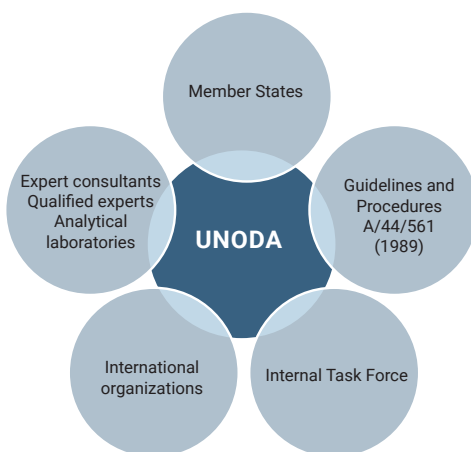 Member States
Expert consultants
Qualified experts
Analytical
laboratories
UNODA
Guidelines and
Procedures
A/44/561
(1989)
International
organizations
Internal Task Force